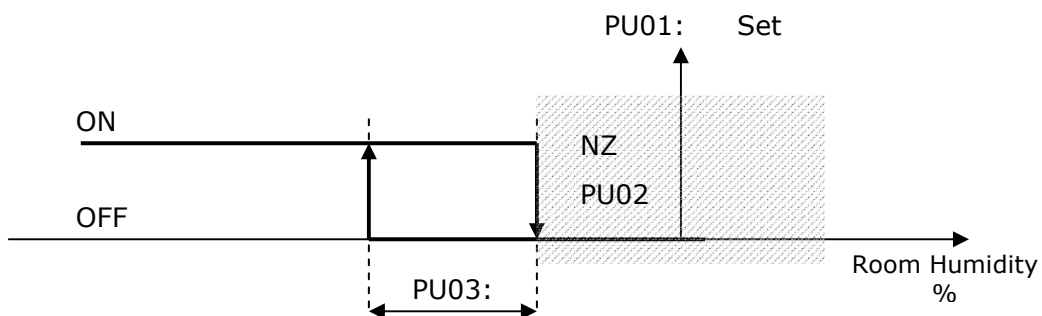 PU01: Set
ON
NZ
PU02
OFF
Room Humidity
%
PU03: